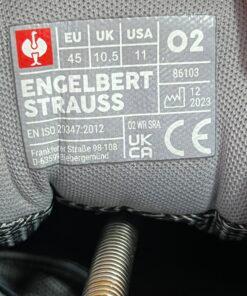 EU UK USA O2
45 10.5 11 86103
ENGELBERT
STRAUSS
12
2023
EN ISO 20347:2012 O2 WR SRA
Frankfurter Straße 98-108
D-63599 Biebergemünd
UK
CA
CE